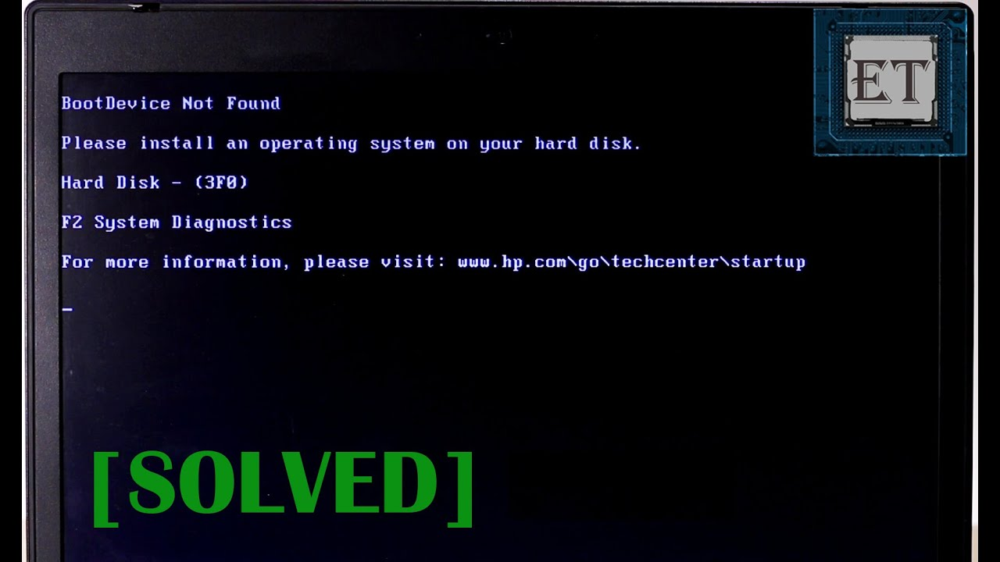 ET
BootDevice Not Found
Please install an operating system on your hard disk.
Hard Disk - (3F0)
F2 System Diagnostics
For more information, please visit: www.hp.com\go\techcenter\startup
_
[SOLVED]